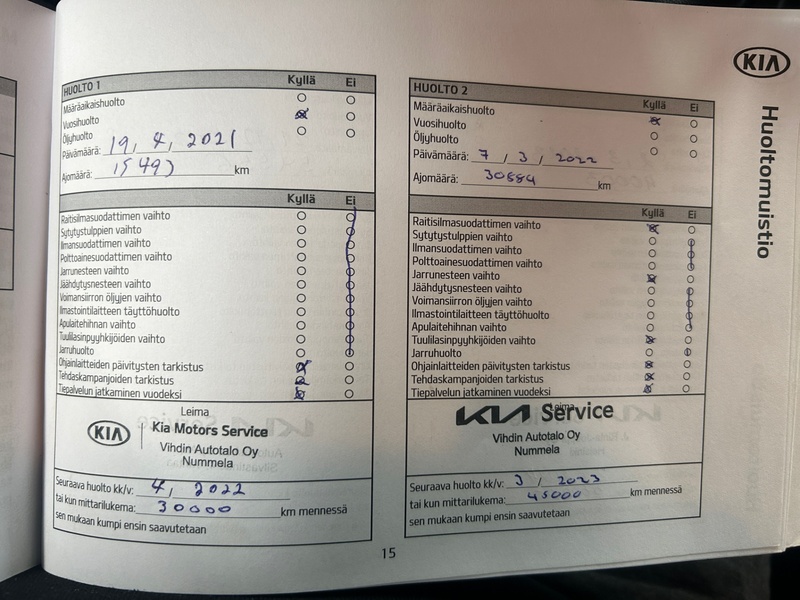 KIA
Huoltomuistio
HUOLTO 1 Kyllä Ei
Määräaikaishuolto
Vuosihuolto
Öljyhuolto
Päivämäärä: 19, 4, 2021
Ajomäärä: 15493 km
Kyllä Ei
Raitisilmasuodattimen vaihto
Sytytystulppien vaihto
Ilmansuodattimen vaihto
Polttoainesuodattimen vaihto
Jarrunesteen vaihto
Jäähdytysnesteen vaihto
Voimansiirron öljyjen vaihto
Ilmastointilaitteen täyttöhuolto
Apulaitehihnan vaihto
Tuulilasinpyyhkijöiden vaihto
Jarruhuolto
Ohjainlaitteiden päivitysten tarkistus
Tehdaskampanjoiden tarkistus
Tiepalvelun jatkaminen vuodeksi
Leima
KIA Kia Motors Service
Vihdin Autotalo Oy
Nummela
Seuraava huolto kk/v: 4, 2022
tai kun mittarilukema: 30000 km mennessä
sen mukaan kumpi ensin saavutetaan
HUOLTO 2 Kyllä Ei
Määräaikaishuolto
Vuosihuolto
Öljyhuolto
Päivämäärä: 7 / 3 / 2022
Ajomäärä: 30884 km
Kyllä Ei
Raitisilmasuodattimen vaihto
Sytytystulppien vaihto
Ilmansuodattimen vaihto
Polttoainesuodattimen vaihto
Jarrunesteen vaihto
Jäähdytysnesteen vaihto
Voimansiirron öljyjen vaihto
Ilmastointilaitteen täyttöhuolto
Apulaitehihnan vaihto
Tuulilasinpyyhkijöiden vaihto
Jarruhuolto
Ohjainlaitteiden päivitysten tarkistus
Tehdaskampanjoiden tarkistus
Tiepalvelun jatkaminen vuodeksi
Leima
KIA Service
Vihdin Autotalo Oy
Nummela
Seuraava huolto kk/v: 3 / 2023
tai kun mittarilukema: 45000 km mennessä
sen mukaan kumpi ensin saavutetaan
15